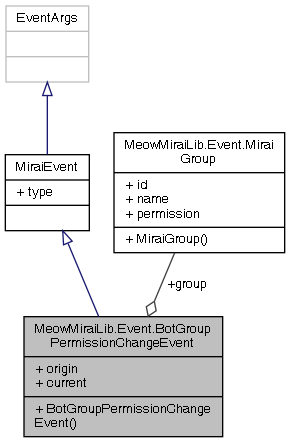 EventArgs
MiraiEvent
+ type
MeowMiraiLib.Event.Mirai
Group
+ id
+ name
+ permission
+ MiraiGroup()
+group
MeowMiraiLib.Event.BotGroup
PermissionChangeEvent
+ origin
+ current
+ BotGroupPermissionChange
Event()